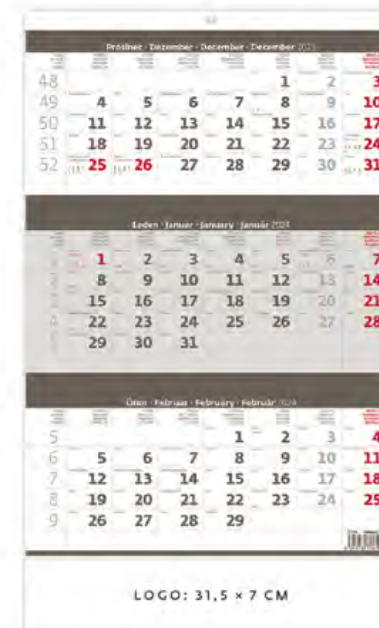 Prosinec · Dezember · December · December 2023
48 1 2 3
49 4 5 6 7 8 9 10
50 11 12 13 14 15 16 17
51 18 19 20 21 22 23 24
52 25 26 27 28 29 30 31
Leden · Januar · January · Január 2024
1 2 3 4 5 6 7
8 9 10 11 12 13 14
15 16 17 18 19 20 21
4 22 23 24 25 26 27 28
29 30 31
Únor · Februar · February · Február 2024
5 1 2 3 4
6 5 6 7 8 9 10 11
7 12 13 14 15 16 17 18
8 19 20 21 22 23 24 25
9 26 27 28 29
LOGO: 31,5 × 7 CM